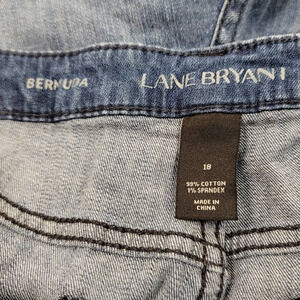 BERMUDA LANE BRYANT
18
99% COTTON
1% SPANDEX
MADE IN
CHINA